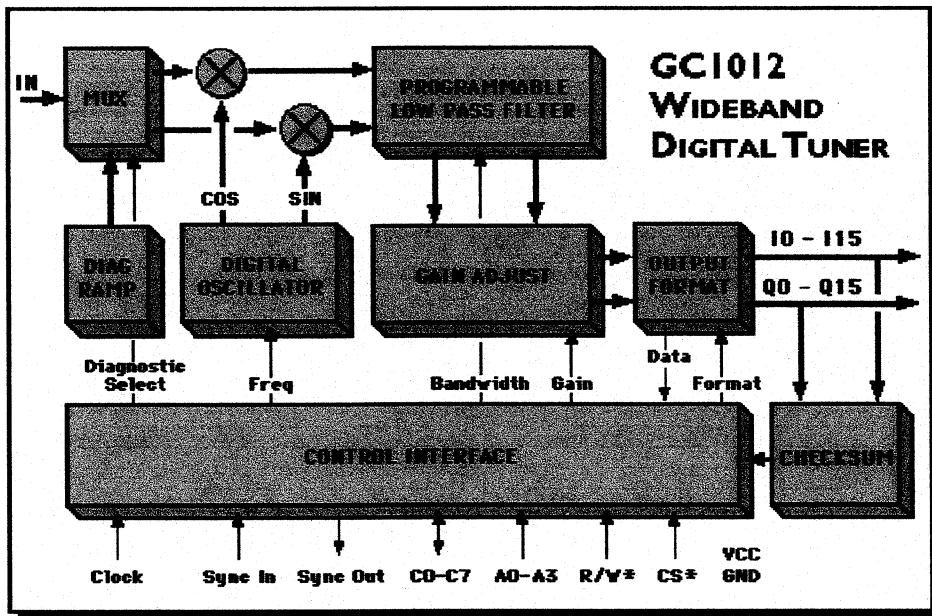 GC1012
WIDEBAND
DIGITAL TUNER
IN
MUX
PROGRAMMABLE
LOW PASS FILTER
COS
SIN
DIAG
RAMP
DIGITAL
OSCILLATOR
GAIN ADJUST
OUTPUT
FORMAT
I0 - I15
Q0 - Q15
Diagnostic
Select
Freq
Bandwidth
Gain
Data
Format
CONTROL INTERFACE
CHECKSUM
Clock
Sync In
Sync Out
C0-C7
A0-A3
R/W*
CS*
VCC
GND